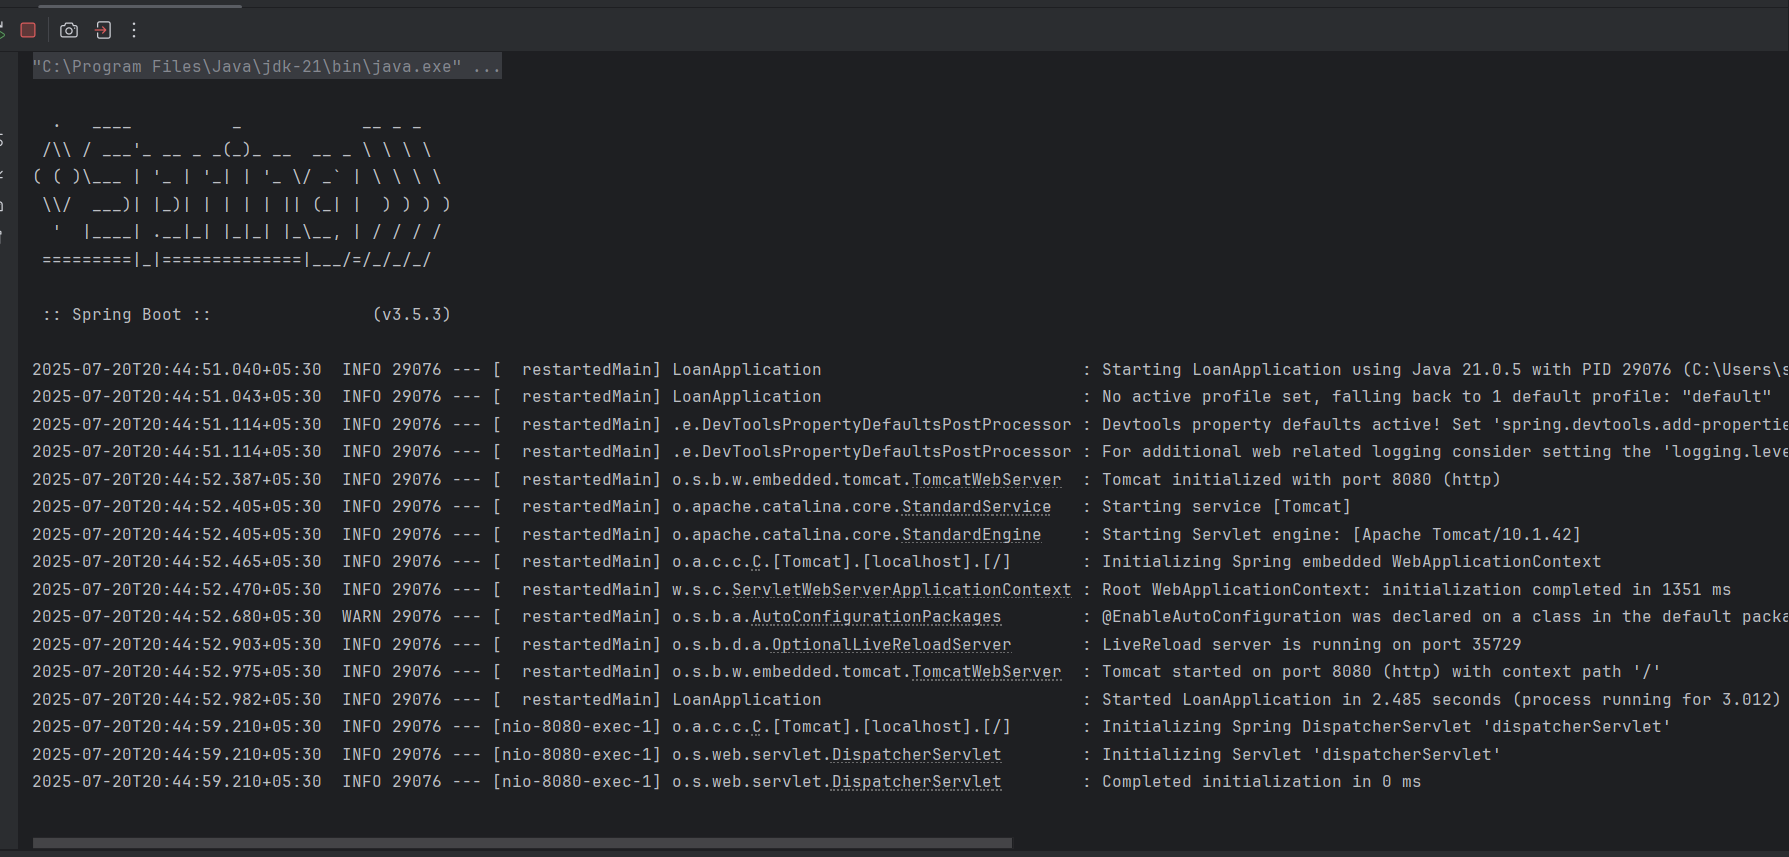 "C:\Program Files\Java\jdk-21\bin\java.exe" ...
  .   ____          _            __ _ _
 /\\ / ___'_ __ _ _(_)_ __  __ _ \ \ \ \
( ( )\___ | '_ | '_| | '_ \/ _` | \ \ \ \
 \\/  ___)| |_)| | | | | || (_| |  ) ) ) )
  '  |____| .__|_| |_|_| |_\__, | / / / /
 =========|_|==============|___/=/_/_/_/
 :: Spring Boot ::                (v3.5.3)
2025-07-20T20:44:51.040+05:30  INFO 29076 --- [  restartedMain] LoanApplication                          : Starting LoanApplication using Java 21.0.5 with PID 29076 (C:\Users\s
2025-07-20T20:44:51.043+05:30  INFO 29076 --- [  restartedMain] LoanApplication                          : No active profile set, falling back to 1 default profile: "default"
2025-07-20T20:44:51.114+05:30  INFO 29076 --- [  restartedMain] .e.DevToolsPropertyDefaultsPostProcessor : Devtools property defaults active! Set 'spring.devtools.add-propertie
2025-07-20T20:44:51.114+05:30  INFO 29076 --- [  restartedMain] .e.DevToolsPropertyDefaultsPostProcessor : For additional web related logging consider setting the 'logging.leve
2025-07-20T20:44:52.387+05:30  INFO 29076 --- [  restartedMain] o.s.b.w.embedded.tomcat.TomcatWebServer  : Tomcat initialized with port 8080 (http)
2025-07-20T20:44:52.405+05:30  INFO 29076 --- [  restartedMain] o.apache.catalina.core.StandardService   : Starting service [Tomcat]
2025-07-20T20:44:52.405+05:30  INFO 29076 --- [  restartedMain] o.apache.catalina.core.StandardEngine    : Starting Servlet engine: [Apache Tomcat/10.1.42]
2025-07-20T20:44:52.465+05:30  INFO 29076 --- [  restartedMain] o.a.c.c.C.[Tomcat].[localhost].[/]       : Initializing Spring embedded WebApplicationContext
2025-07-20T20:44:52.470+05:30  INFO 29076 --- [  restartedMain] w.s.c.ServletWebServerApplicationContext : Root WebApplicationContext: initialization completed in 1351 ms
2025-07-20T20:44:52.680+05:30  WARN 29076 --- [  restartedMain] o.s.b.a.AutoConfigurationPackages        : @EnableAutoConfiguration was declared on a class in the default packa
2025-07-20T20:44:52.903+05:30  INFO 29076 --- [  restartedMain] o.s.b.d.a.OptionalLiveReloadServer       : LiveReload server is running on port 35729
2025-07-20T20:44:52.975+05:30  INFO 29076 --- [  restartedMain] o.s.b.w.embedded.tomcat.TomcatWebServer  : Tomcat started on port 8080 (http) with context path '/'
2025-07-20T20:44:52.982+05:30  INFO 29076 --- [  restartedMain] LoanApplication                          : Started LoanApplication in 2.485 seconds (process running for 3.012)
2025-07-20T20:44:59.210+05:30  INFO 29076 --- [nio-8080-exec-1] o.a.c.c.C.[Tomcat].[localhost].[/]       : Initializing Spring DispatcherServlet 'dispatcherServlet'
2025-07-20T20:44:59.210+05:30  INFO 29076 --- [nio-8080-exec-1] o.s.web.servlet.DispatcherServlet        : Initializing Servlet 'dispatcherServlet'
2025-07-20T20:44:59.210+05:30  INFO 29076 --- [nio-8080-exec-1] o.s.web.servlet.DispatcherServlet        : Completed initialization in 0 ms